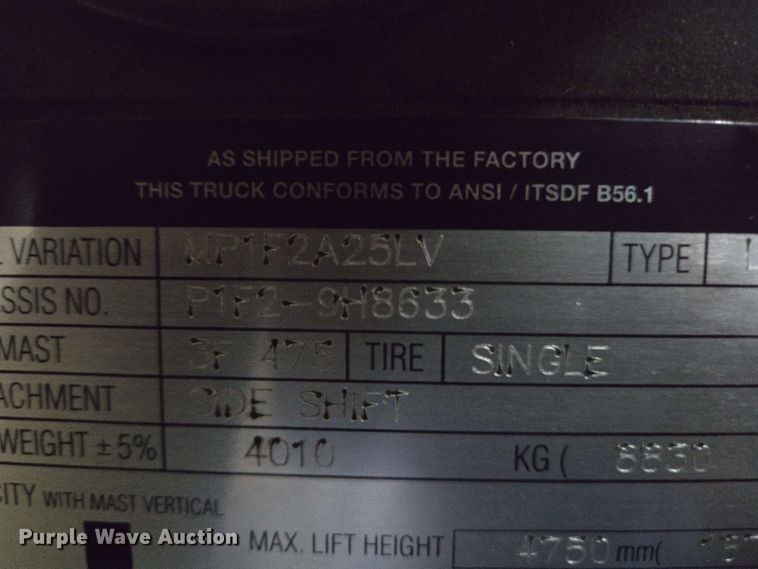 AS SHIPPED FROM THE FACTORY
THIS TRUCK CONFORMS TO ANSI / ITSDF B56.1
VARIATION MP1F2A25LV TYPE L
SSIS NO. P1F2-9H8633
MAST 3F 475 TIRE SINGLE
ACHMENT SIDE SHIFT
WEIGHT ± 5% 4010 KG (
CITY WITH MAST VERTICAL
Purple Wave Auction®
MAX. LIFT HEIGHT 4750 mm(